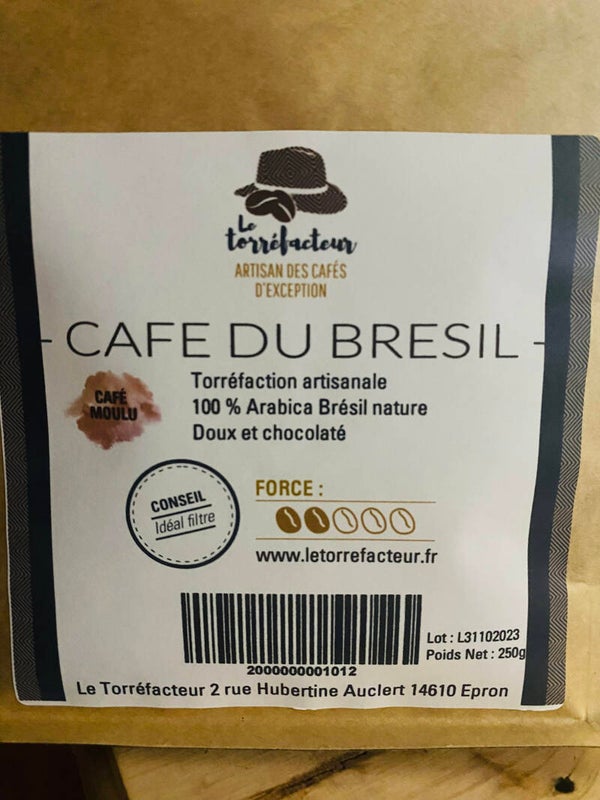 Le
torréfacteur
ARTISAN DES CAFÉS
D'EXCEPTION
- CAFE DU BRESIL -
CAFÉ
MOULU
Torréfaction artisanale
100 % Arabica Brésil nature
Doux et chocolaté
CONSEIL
Idéal filtre
FORCE :
www.letorrefacteur.fr
2000000001012
Lot : L31102023
Poids Net : 250g
Le Torréfacteur 2 rue Hubertine Auclert 14610 Epron